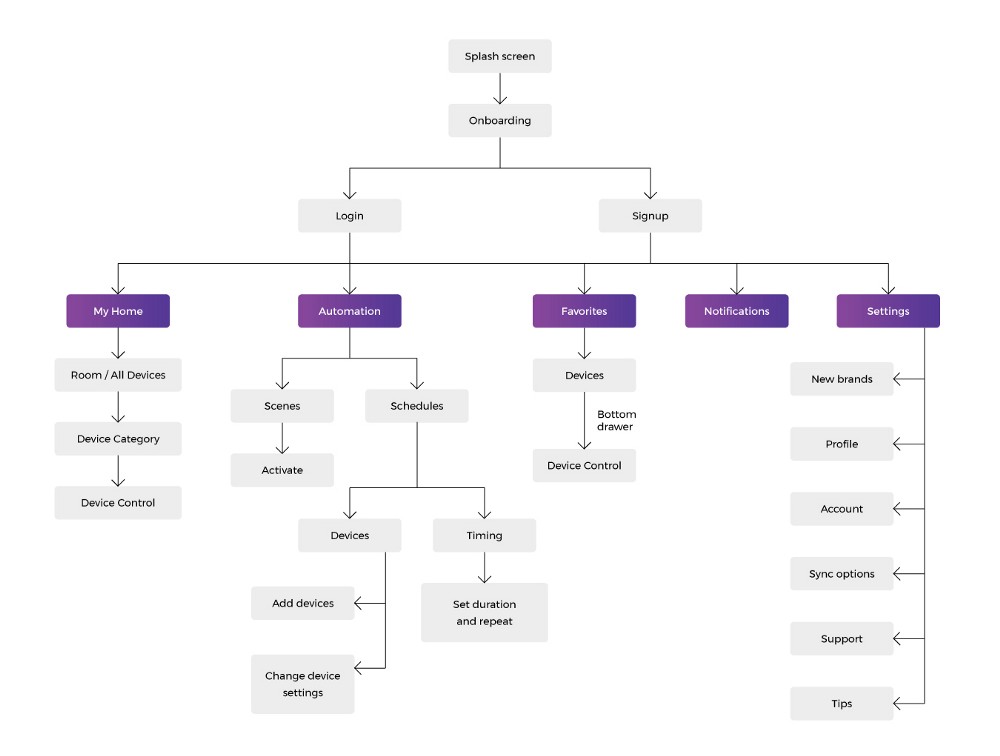 Splash screen
Onboarding
Login
Signup
My Home
Automation
Favorites
Notifications
Settings
Room / All Devices
Device Category
Device Control
Scenes
Schedules
Activate
Devices
Timing
Add devices
Set duration
and repeat
Change device
settings
Devices
Bottom
drawer
Device Control
New brands
Profile
Account
Sync options
Support
Tips